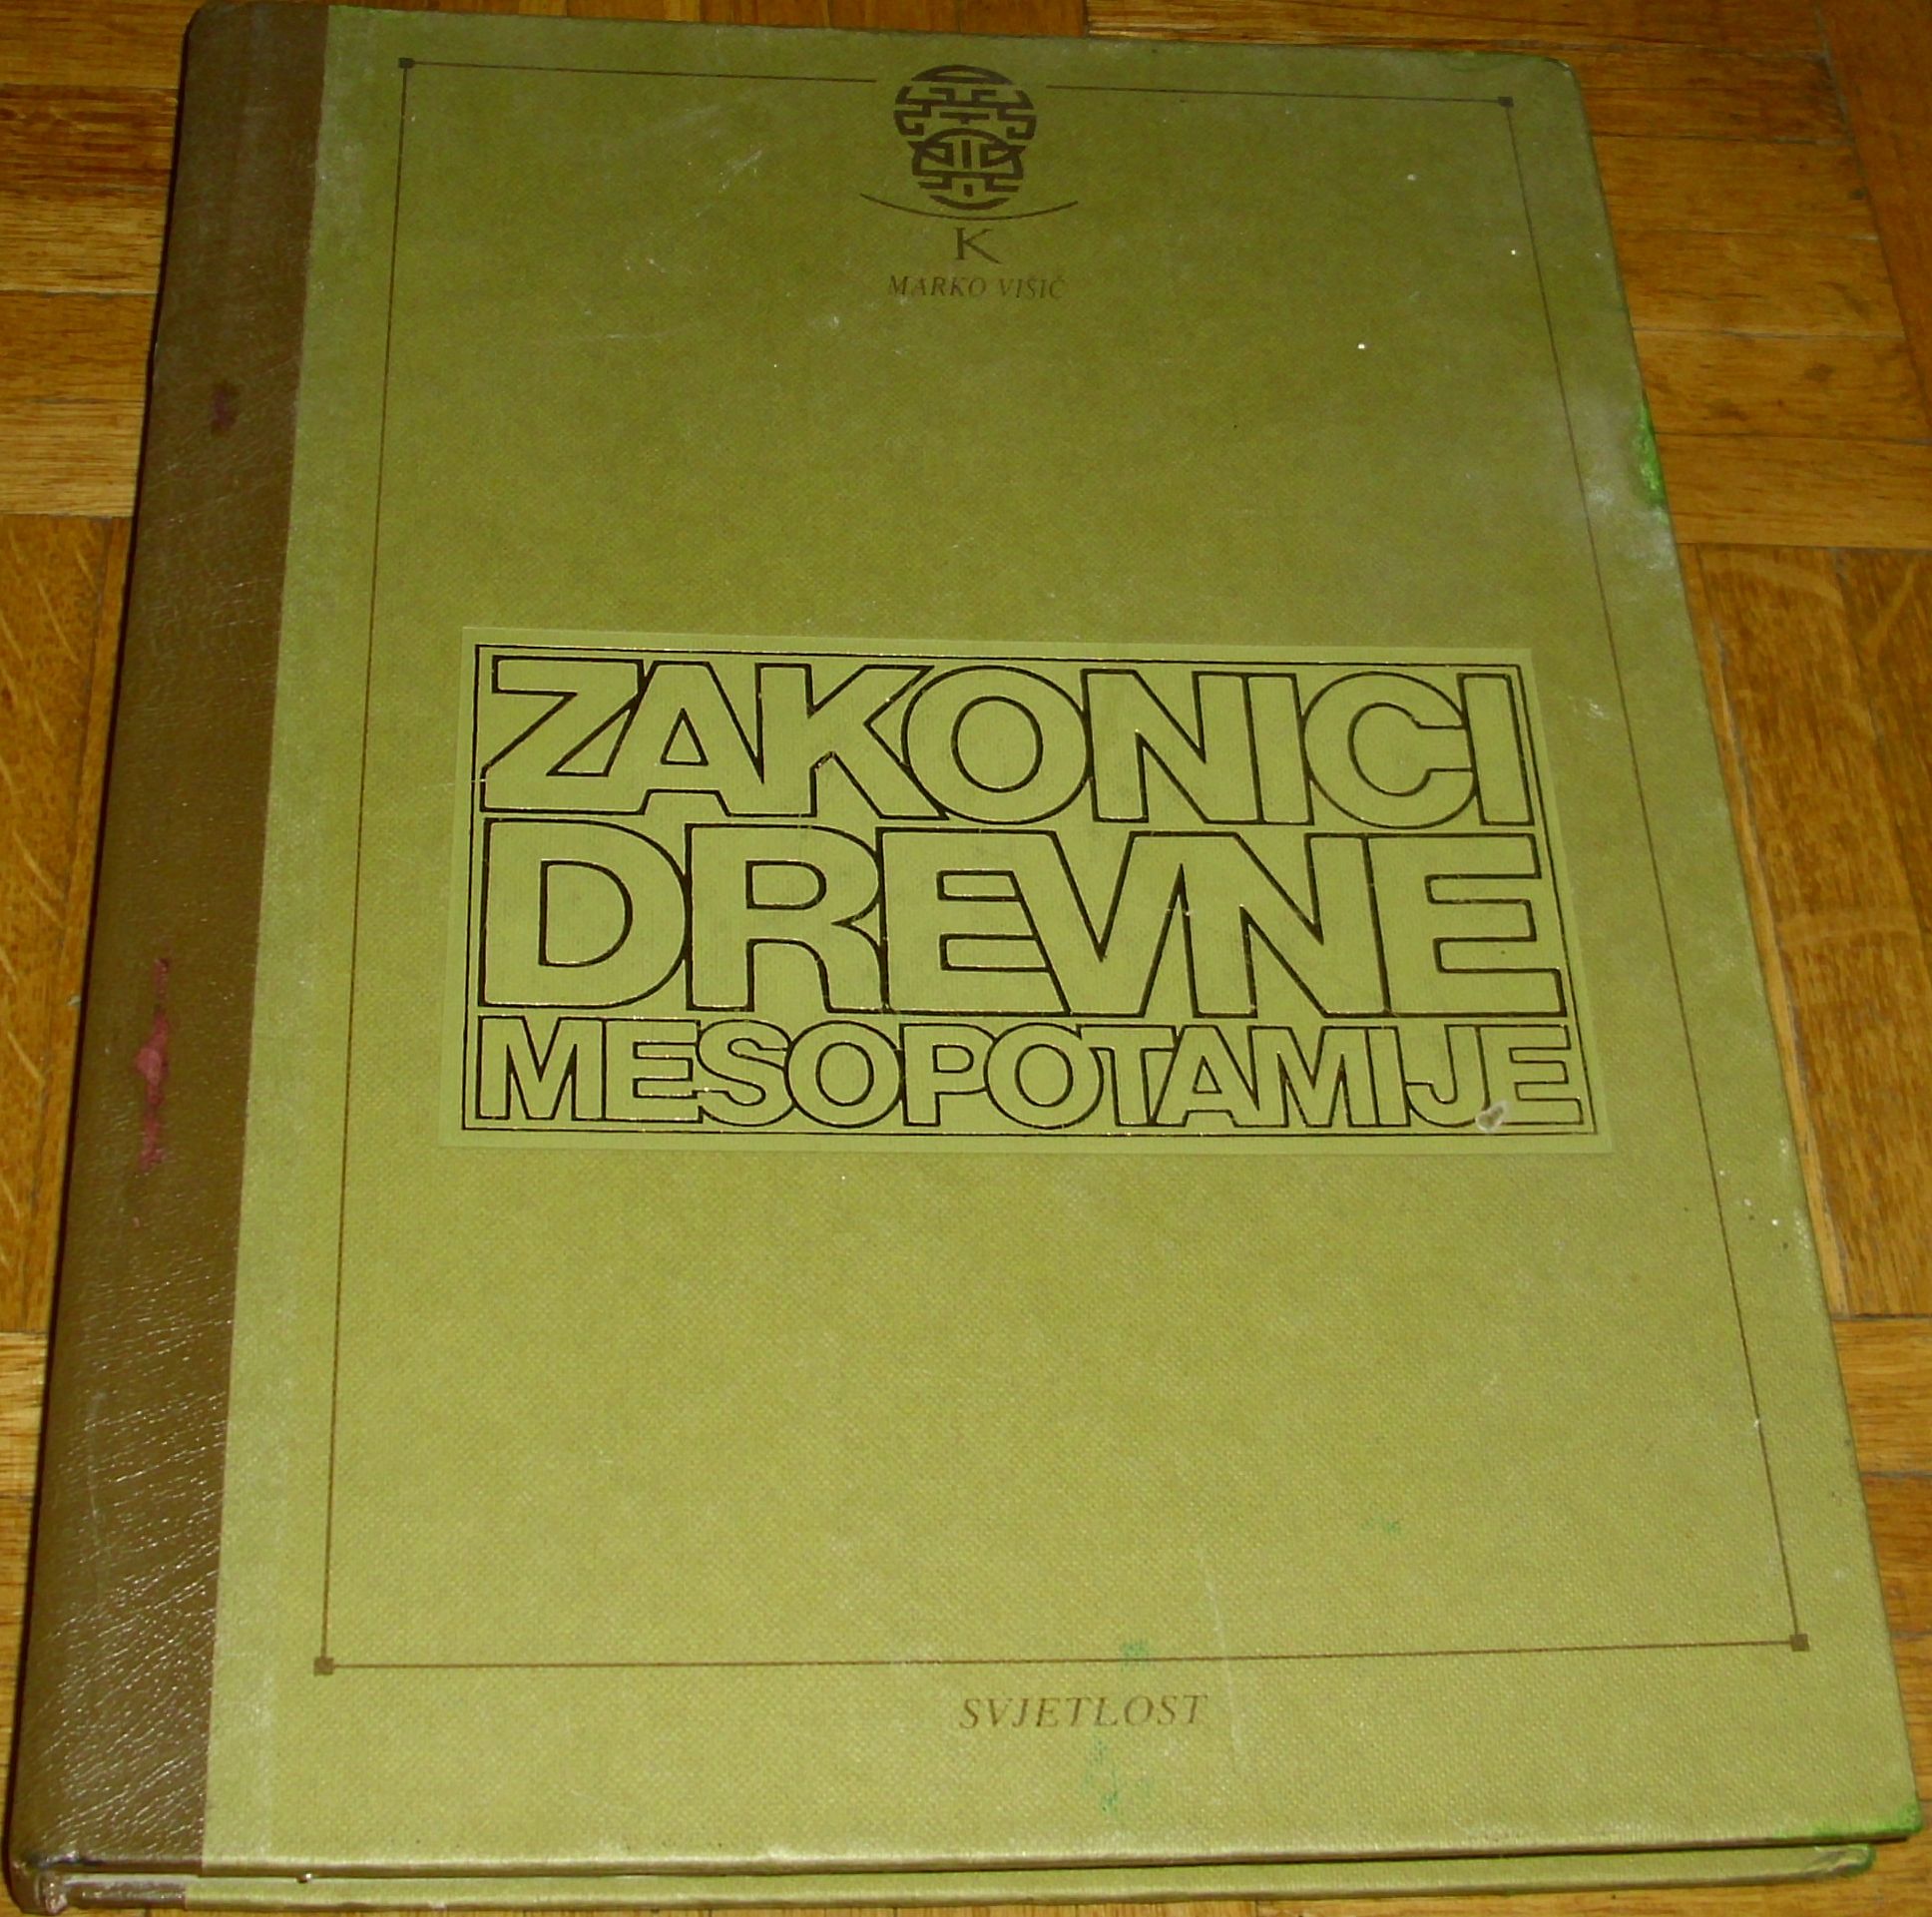 K
MARKO VIŠIĆ
ZAKONICI
DREVNE
MESOPOTAMIJE
SVJETLOST